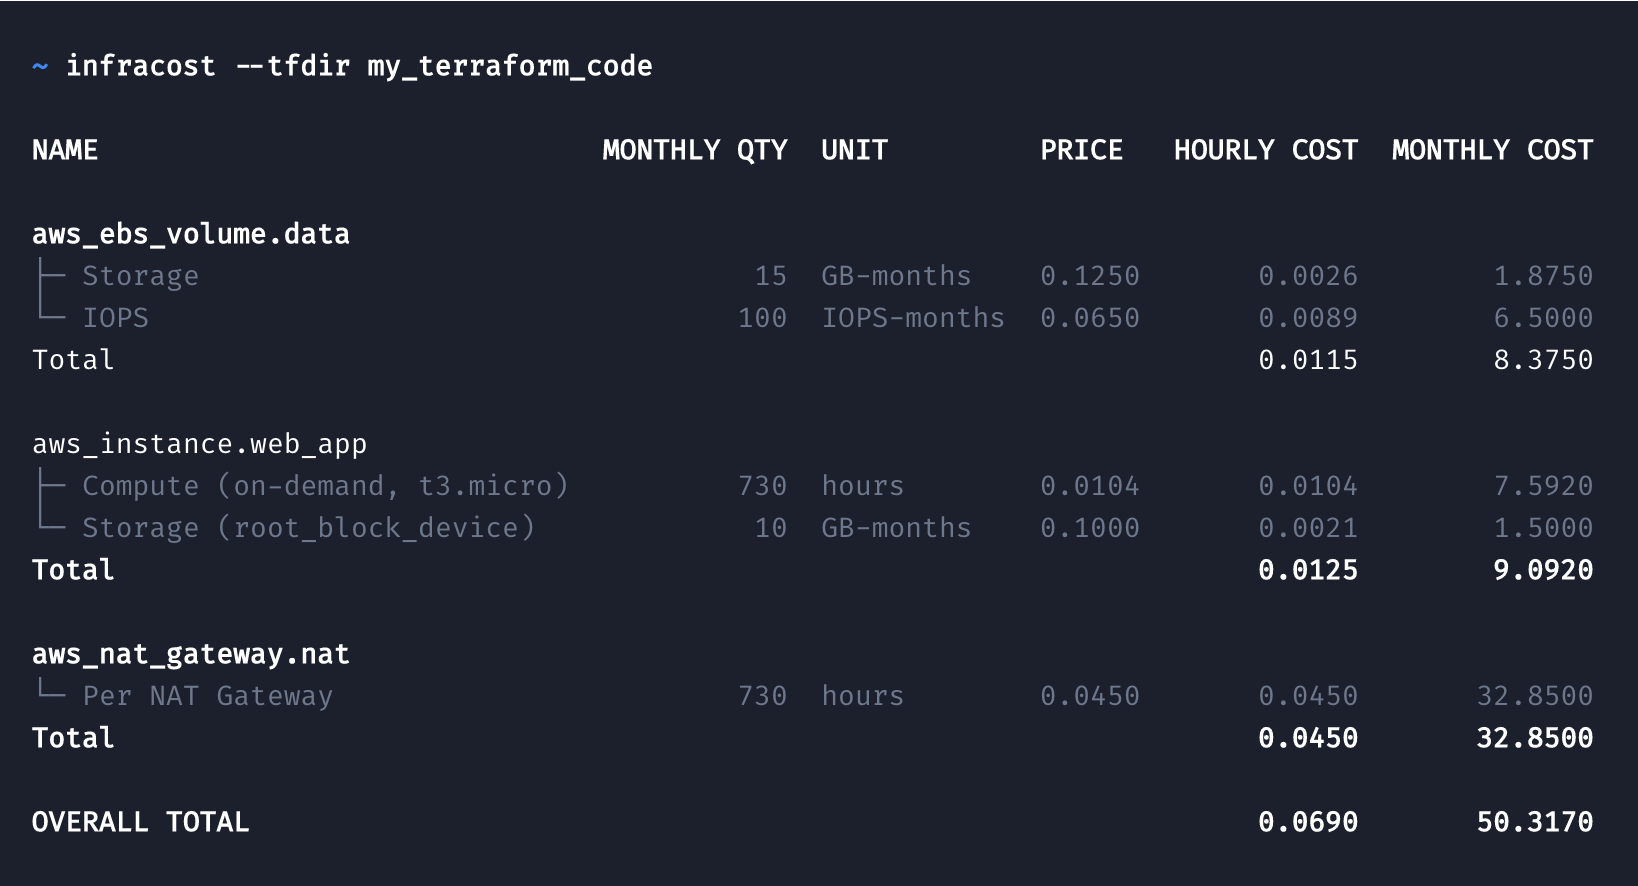 ~ infracost --tfdir my_terraform_code
NAME MONTHLY QTY UNIT PRICE HOURLY COST MONTHLY COST
aws_ebs_volume.data
├─ Storage 15 GB-months 0.1250 0.0026 1.8750
└─ IOPS 100 IOPS-months 0.0650 0.0089 6.5000
Total 0.0115 8.3750
aws_instance.web_app
├─ Compute (on-demand, t3.micro) 730 hours 0.0104 0.0104 7.5920
└─ Storage (root_block_device) 10 GB-months 0.1000 0.0021 1.5000
Total 0.0125 9.0920
aws_nat_gateway.nat
└─ Per NAT Gateway 730 hours 0.0450 0.0450 32.8500
Total 0.0450 32.8500
OVERALL TOTAL 0.0690 50.3170